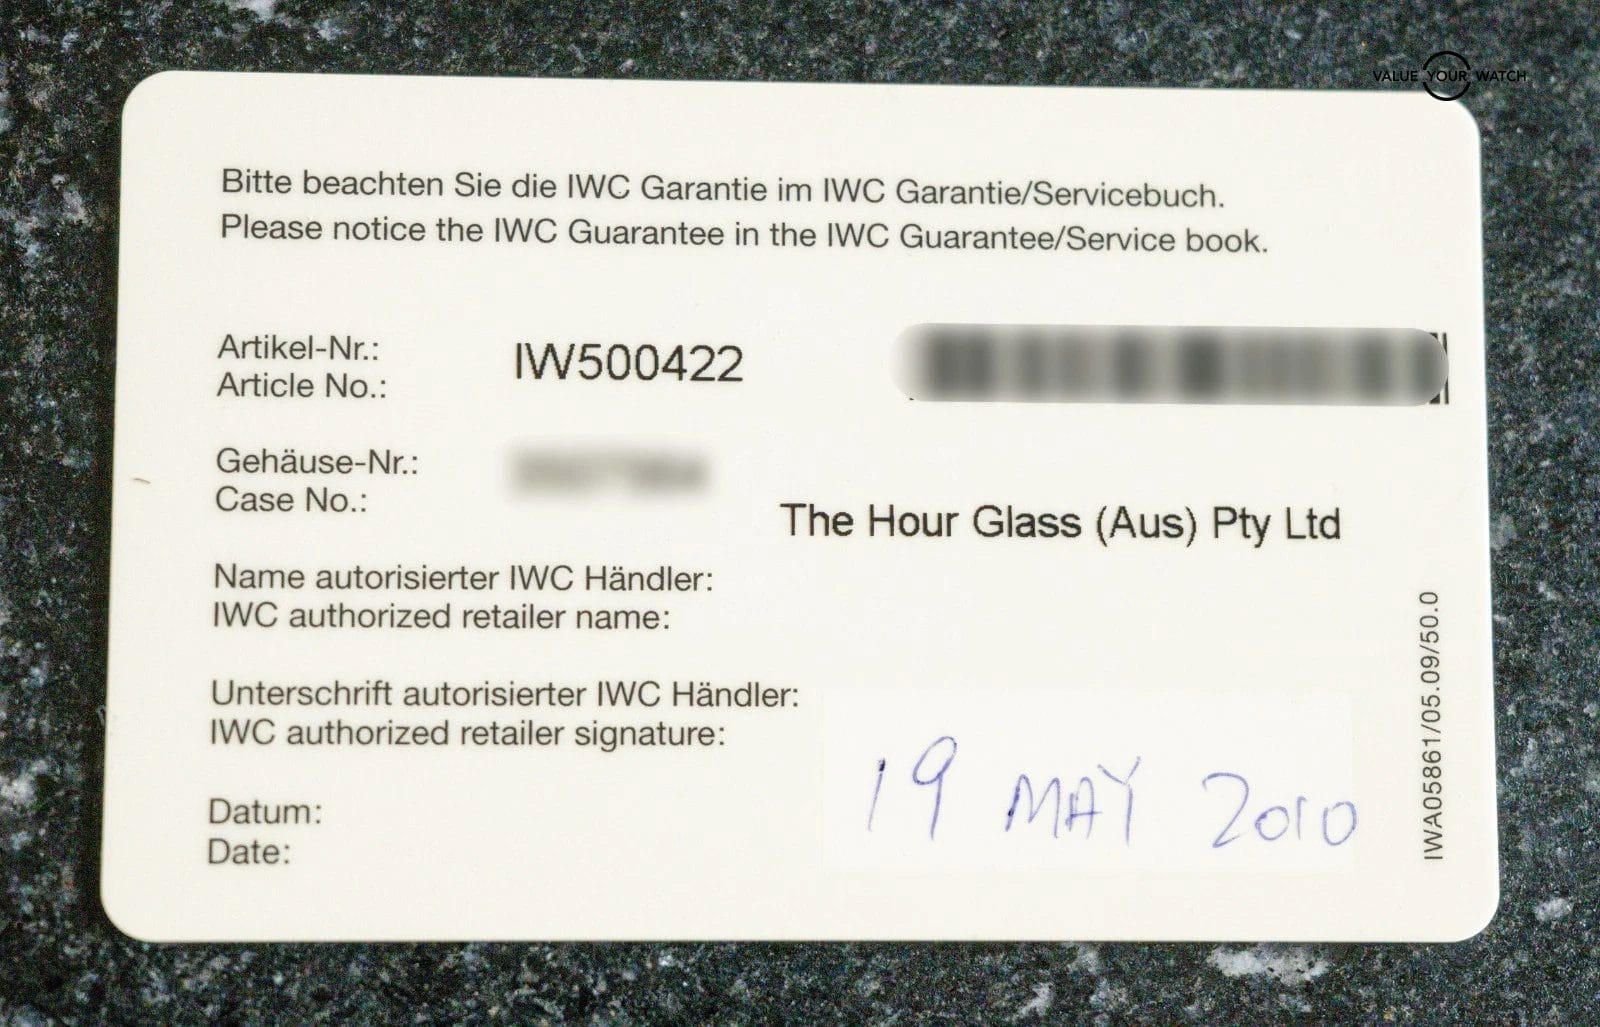 VALUE YOUR WATCH
Bitte beachten Sie die IWC Garantie im IWC Garantie/Servicebuch.
Please notice the IWC Guarantee in the IWC Guarantee/Service book.
Artikel-Nr.:
Article No.:
IW500422
Gehäuse-Nr.:
Case No.:
The Hour Glass (Aus) Pty Ltd
Name autorisierter IWC Händler:
IWC authorized retailer name:
Unterschrift autorisierter IWC Händler:
IWC authorized retailer signature:
19 MAY 2010
Datum:
Date:
IWA05861/05.09/50.0